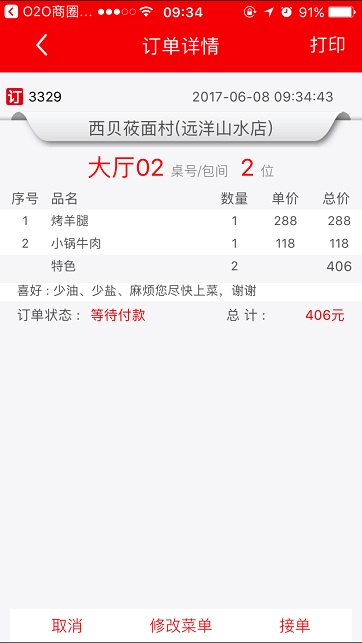 O2O商圈... 09:34 91%
订单详情 打印
订 3329 2017-06-08 09:34:43
西贝莜面村(远洋山水店)
大厅02 桌号/包间 2 位
序号 品名 数量 单价 总价
1 烤羊腿 1 288 288
2 小锅牛肉 1 118 118
特色 2 406
喜好 : 少油、少盐、麻烦您尽快上菜，谢谢
订单状态 : 等待付款 总 计 : 406元
取消 修改菜单 接单